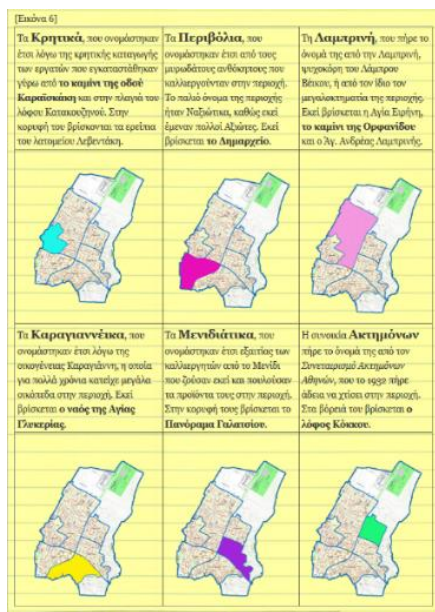 [Εικόνα 6]
Τα Κρητικά, που ονομάστηκαν
έτσι λόγω της κρητικής καταγωγής
των εργατών που εγκαταστάθηκαν
γύρω από το καμίνι της οδού
Καραϊσκάκη και στην πλαγιά του
λόφου Κατακουζηνού. Στην
κορυφή του βρίσκονται τα ερείπια
του λατομείου Λεβεντάκη.
Τα Περιβόλια, που
ονομάστηκαν έτσι από τους
μυρωδάτους ανθόκηπους που
καλλιεργούνταν στην περιοχή.
Το παλιό όνομα της περιοχής
ήταν Ναξιώτικα, καθώς εκεί
έμεναν πολλοί Αξιώτες. Εκεί
βρίσκεται το Δημαρχείο.
Τη Λαμπρινή, που πήρε το
όνομά της από την Λαμπρινή,
ψυχοκόρη του Λάμπρου
Βέικου, ή από τον ίδιο τον
μεγαλοκτηματία της περιοχής.
Εκεί βρίσκεται η Αγία Ειρήνη,
το καμίνι της Ορφανίδου
και ο Άγ. Ανδρέας Λαμπρινής.
Τα Καραγιαννέικα, που
ονομάστηκαν έτσι λόγω της
οικογένειας Καραγιάννη, η οποία
για πολλά χρόνια κατείχε μεγάλα
οικόπεδα στην περιοχή. Εκεί
βρίσκεται ο ναός της Αγίας
Γλυκερίας.
Τα Μενιδιάτικα, που
ονομάστηκαν έτσι εξαιτίας των
καλλιεργητών από το Μενίδι
που ζούσαν εκεί και πουλούσαν
τα προϊόντα τους στην περιοχή.
Στην κορυφή τους βρίσκεται το
Πανόραμα Γαλατσίου.
Η συνοικία Ακτημόνων
πήρε το όνομά της από τον
Συνεταιρισμό Ακτημόνων
Αθηνών, που το 1932 πήρε
άδεια να χτίσει στην περιοχή.
Στα βόρειά του βρίσκεται ο
λόφος Κόκκου.